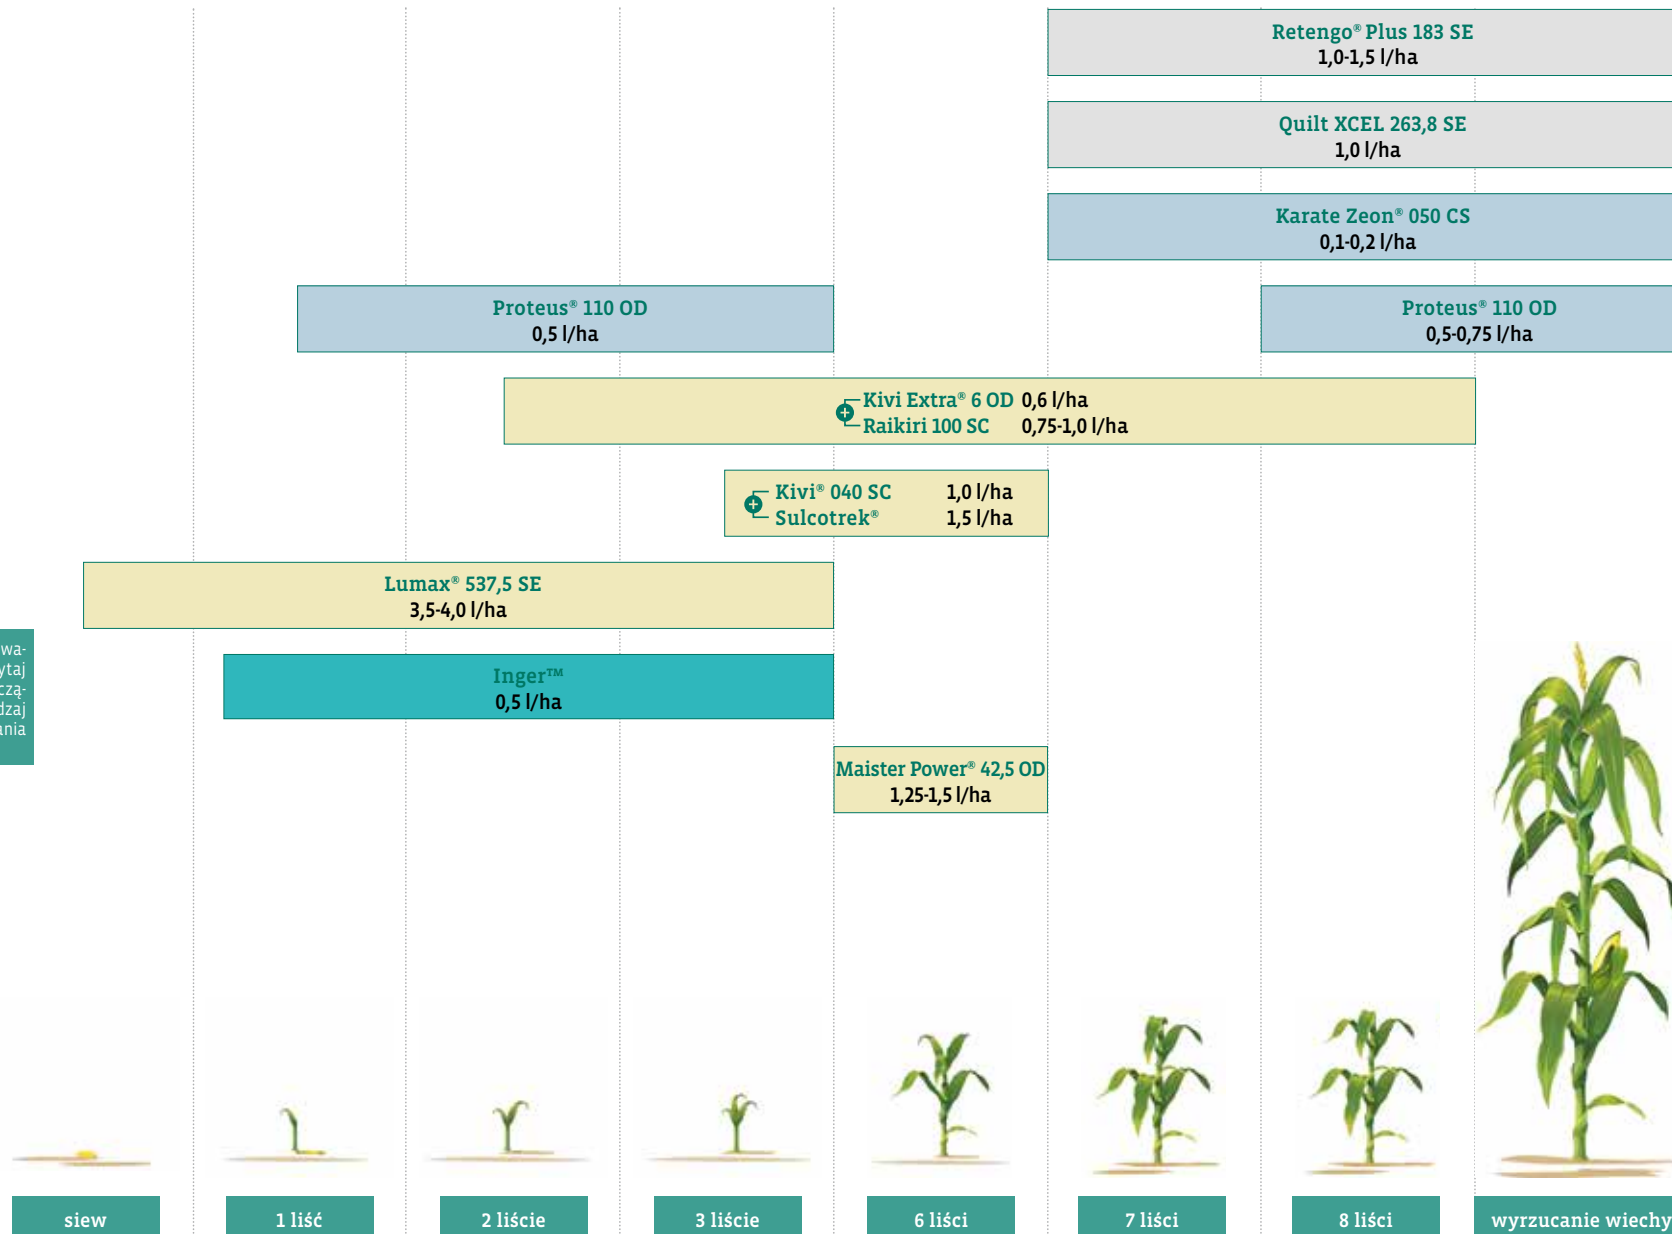 Retengo® Plus 183 SE
1,0-1,5 l/ha
Quilt XCEL 263,8 SE
1,0 l/ha
Karate Zeon® 050 CS
0,1-0,2 l/ha
Proteus® 110 OD
0,5 l/ha
Proteus® 110 OD
0,5-0,75 l/ha
Kivi Extra® 6 OD 0,6 l/ha
Raikiri 100 SC 0,75-1,0 l/ha
Kivi® 040 SC 1,0 l/ha
Sulcotrek® 1,5 l/ha
Lumax® 537,5 SE
3,5-4,0 l/ha
wa-
ytaj
czą-
dzaj
ania
Inger™
0,5 l/ha
Maister Power® 42,5 OD
1,25-1,5 l/ha
siew
1 liść
2 liście
3 liście
6 liści
7 liści
8 liści
wyrzucanie wiechy